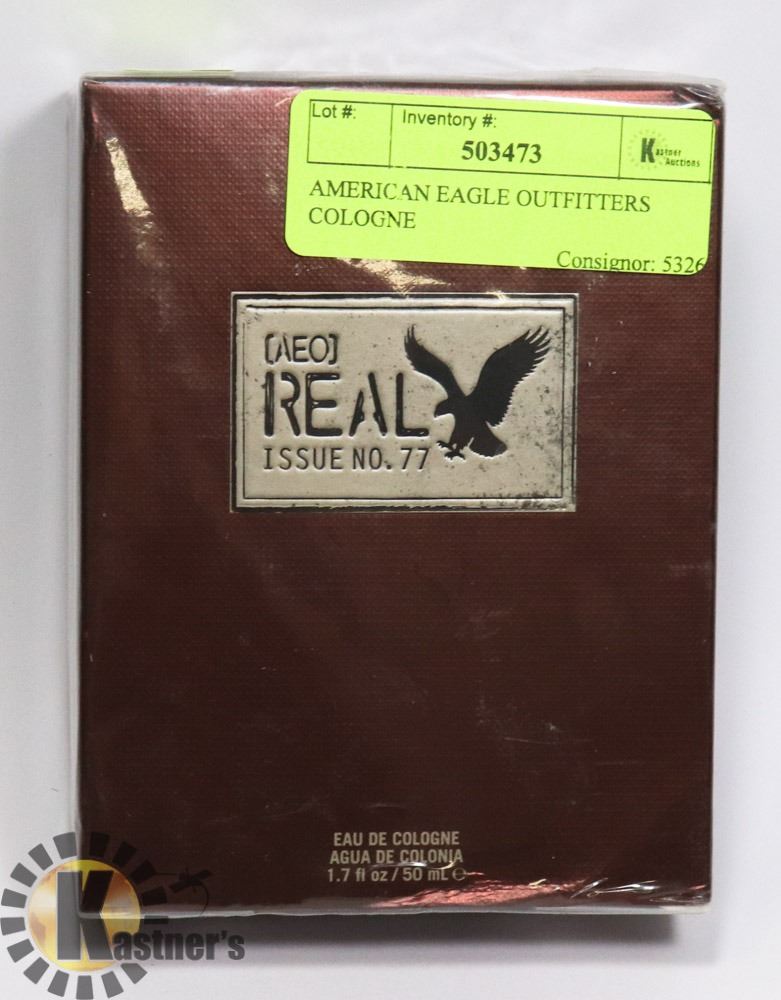 Lot #:
Inventory #:
503473
Kastner
Auctions
AMERICAN EAGLE OUTFITTERS
COLOGNE
Consignor: 5326
[AEO]
REAL
ISSUE NO. 77
EAU DE COLOGNE
AGUA DE COLONIA
1.7 fl oz / 50 mL e
Kastner's